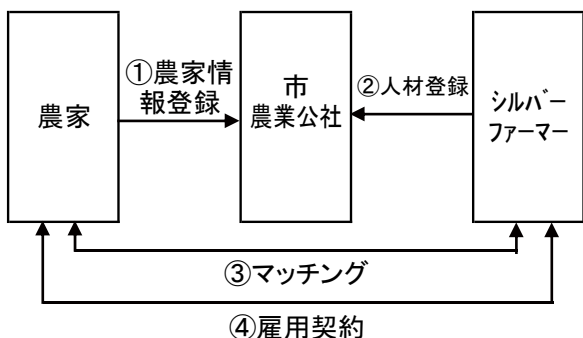 農家
①農家情
報登録
市
農業公社
②人材登録
ｼﾙﾊﾞｰ
ﾌｧｰﾏｰ
③マッチング
④雇用契約